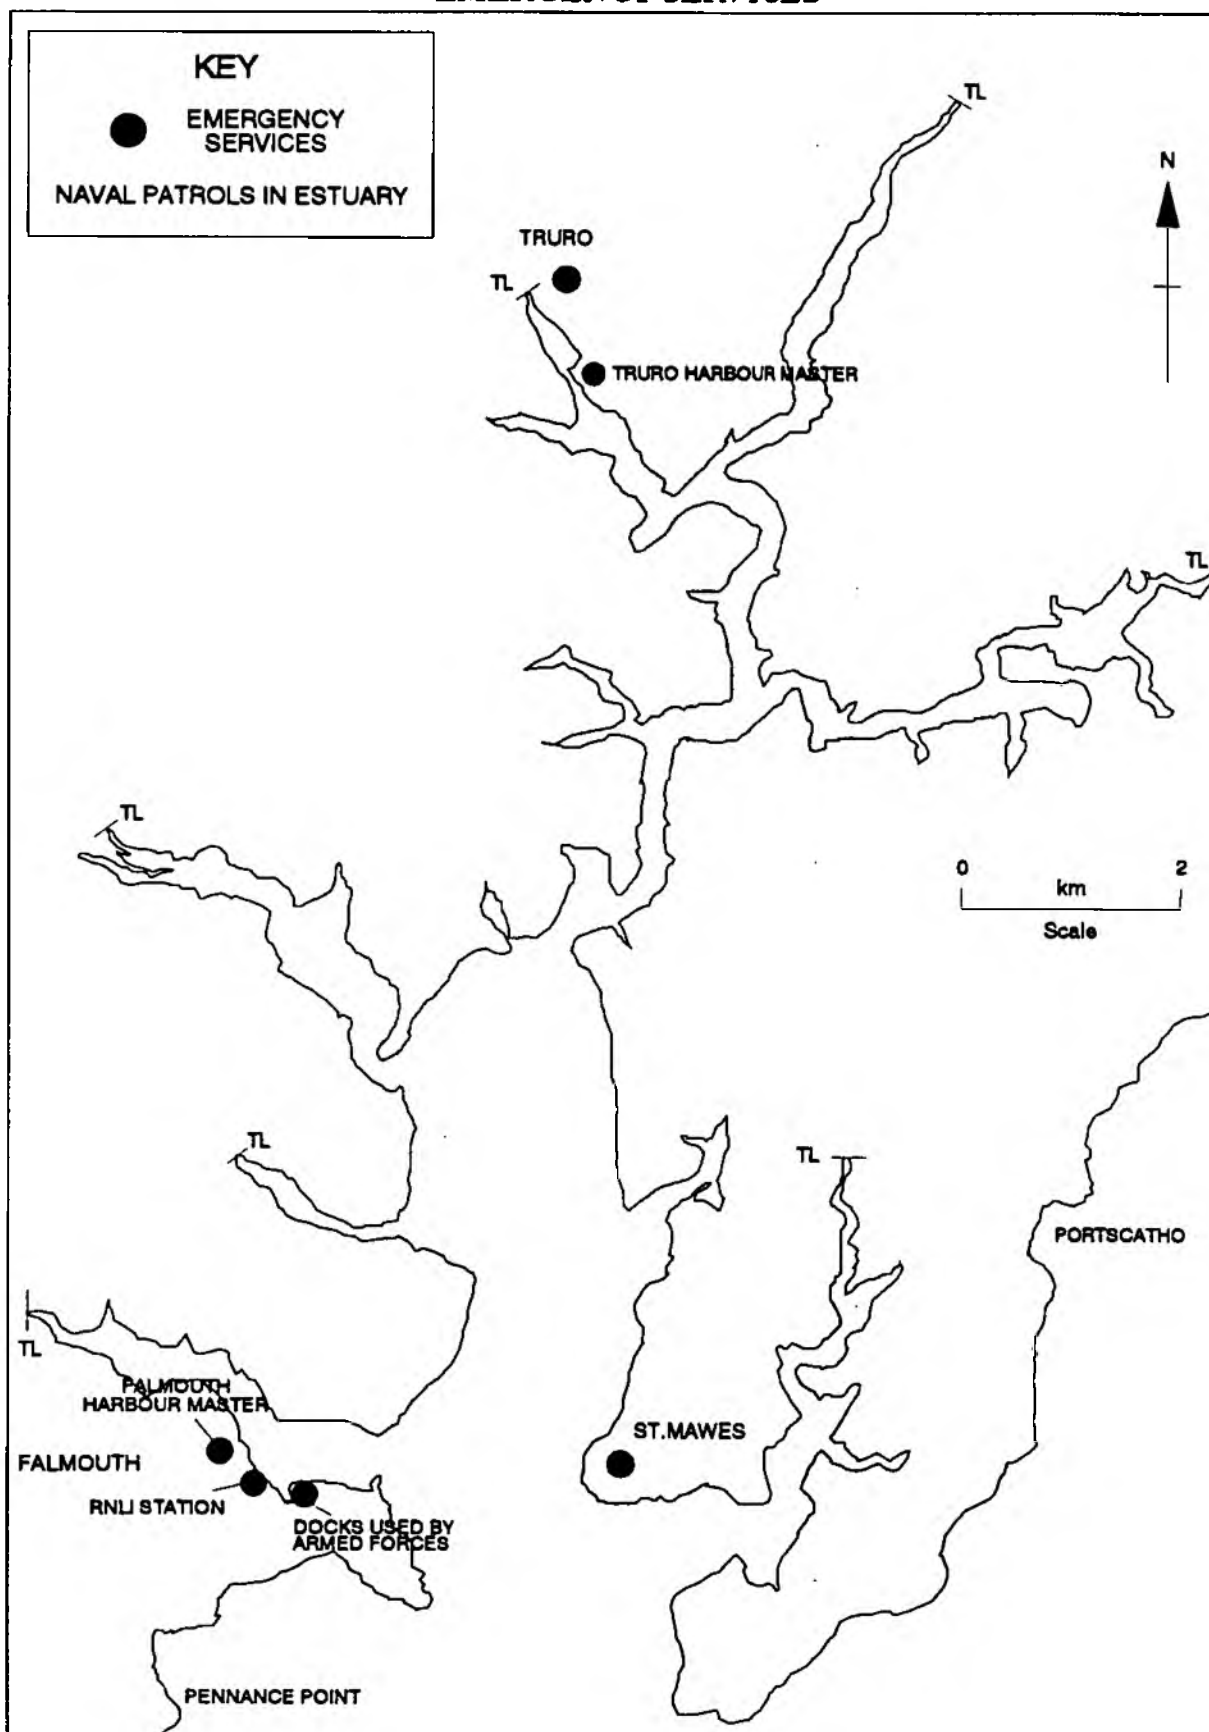 EMERGENCY SERVICES
KEY
EMERGENCY
SERVICES
NAVAL PATROLS IN ESTUARY
TL
N
TRURO
TL
TRURO HARBOUR MASTER
TL
TL
0 2
km
Scale
TL
TL
PORTSCATHO
TL
FALMOUTH
HARBOUR MASTER
ST.MAWES
FALMOUTH
RNLI STATION
DOCKS USED BY
ARMED FORCES
PENNANCE POINT